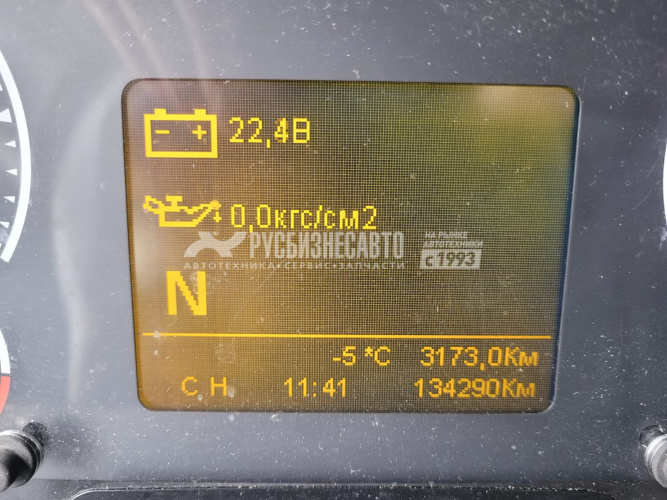 22,4В
0,0кгс/см2
РУСБИЗНЕСАВТО
АВТОТЕХНИКА•СЕРВИС•ЗАПЧАСТИ
НА РЫНКЕ
АВТОТЕХНИКИ
с 1993
N
-5 *C 3173,0Км
С Н 11:41 134290Км